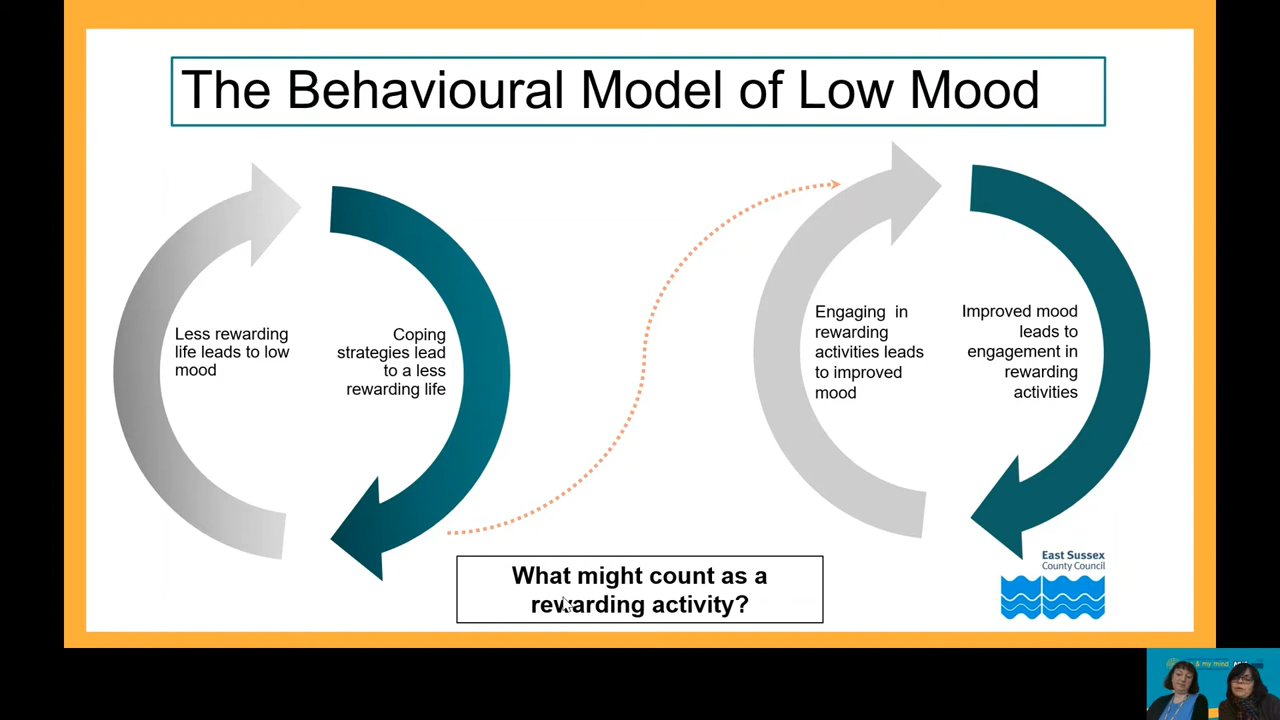 The Behavioural Model of Low Mood
Less rewarding
life leads to low
mood
Coping
strategies lead
to a less
rewarding life
Engaging in
rewarding
activities leads
to improved
mood
Improved mood
leads to
engagement in
rewarding
activities
What might count as a
rewarding activity?
East Sussex
County Council
& my mind